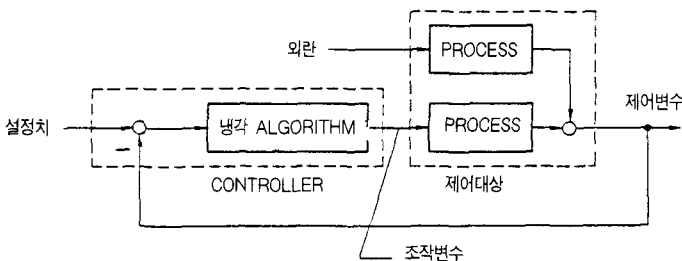 외란
PROCESS
제어변수
설정치
냉각 ALGORITHM
PROCESS
CONTROLLER
제어대상
조작변수